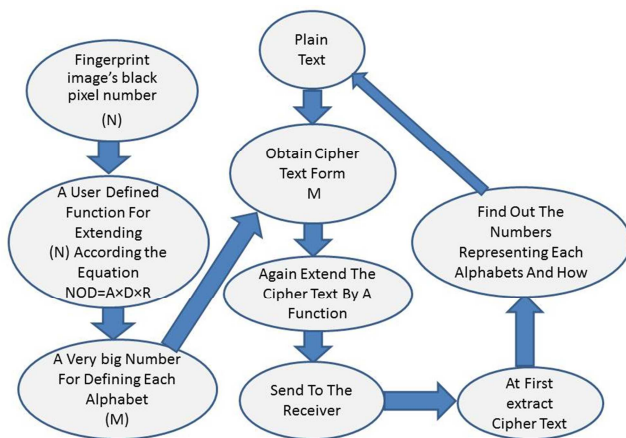 Fingerprint
image's black
pixel number
(N)
A User Defined
Function For
Extending
(N) According the
Equation
NOD=A×D×R
A Very big Number
For Defining Each
Alphabet
(M)
Plain
Text
Obtain Cipher
Text Form
M
Again Extend The
Cipher Text By A
Function
Send To The
Receiver
At First
extract
Cipher Text
Find Out The
Numbers
Representing Each
Alphabets And How